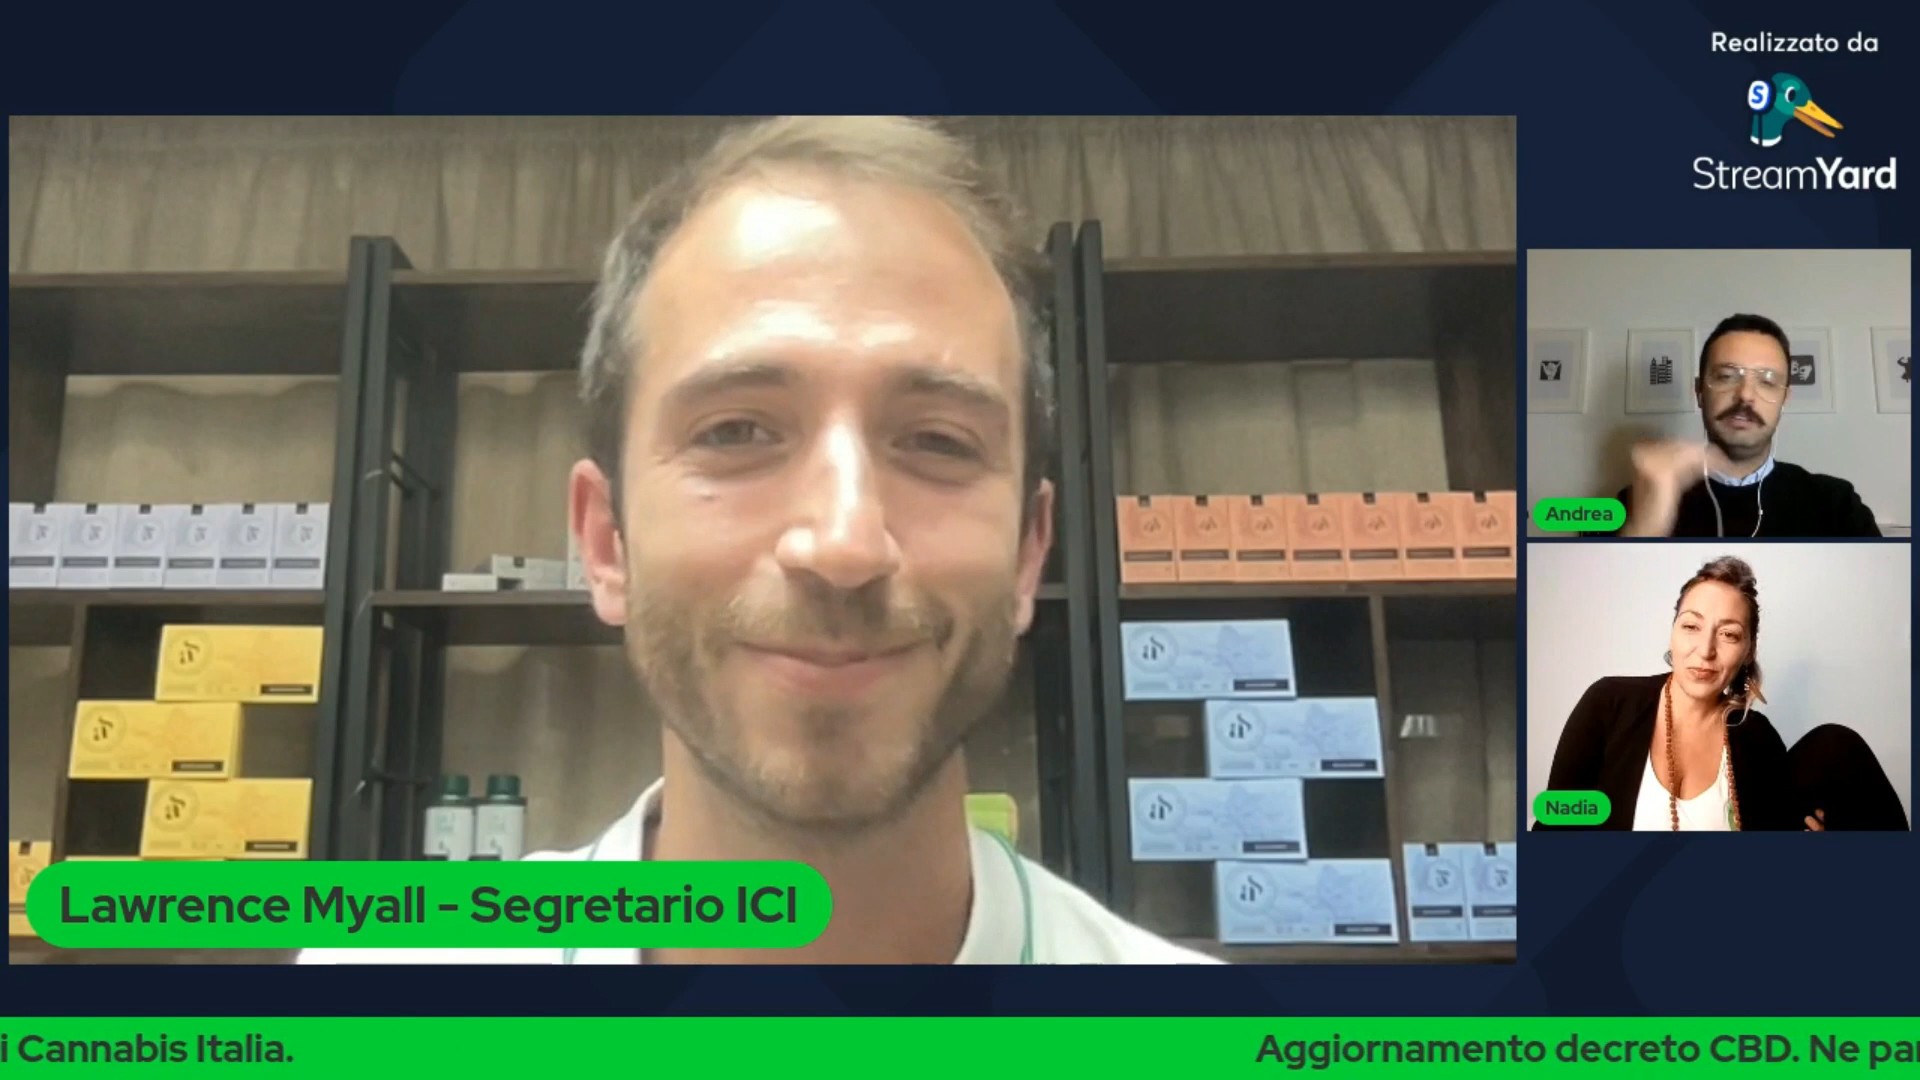 Realizzato da
StreamYard
Andrea
Nadia
Lawrence Myall - Segretario ICI
i Cannabis Italia.
Aggiornamento decreto CBD. Ne par